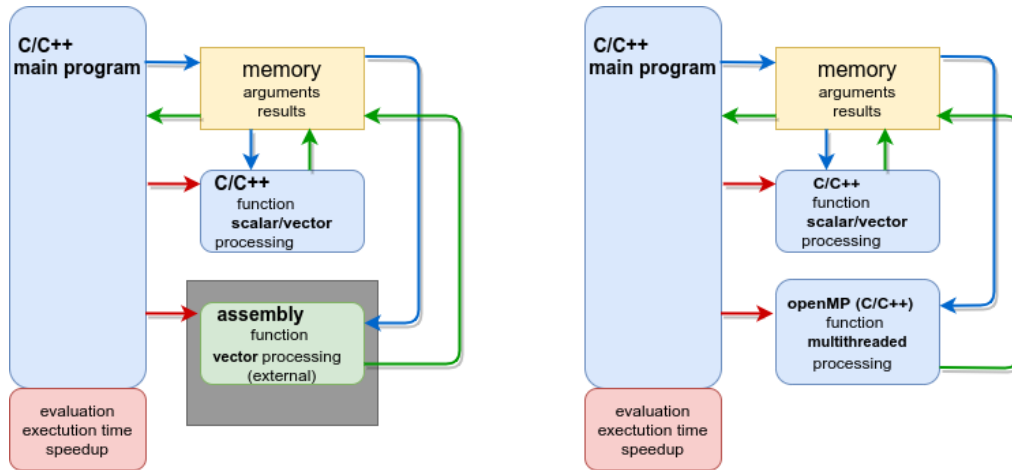 C/C++
main program
memory
arguments
results
C/C++
function
scalar/vector
processing
assembly
function
vector processing
(external)
evaluation
exectution time
speedup
C/C++
main program
memory
arguments
results
C/C++
function
scalar/vector
processing
openMP (C/C++)
function
multithreaded
processing
evaluation
exectution time
speedup